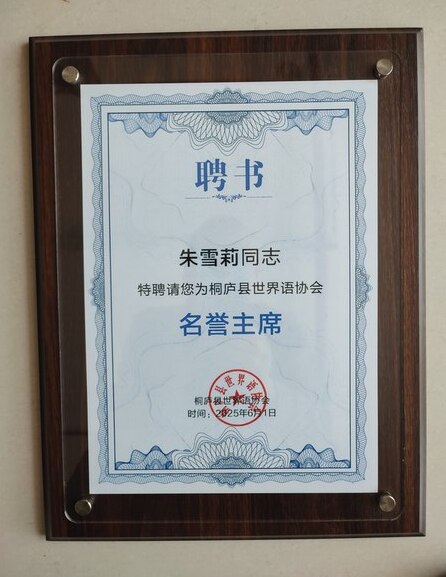 聘书
朱雪莉同志
特聘请您为桐庐县世界语协会
名誉主席
桐庐县世界语协会
时间：2025年6月1日